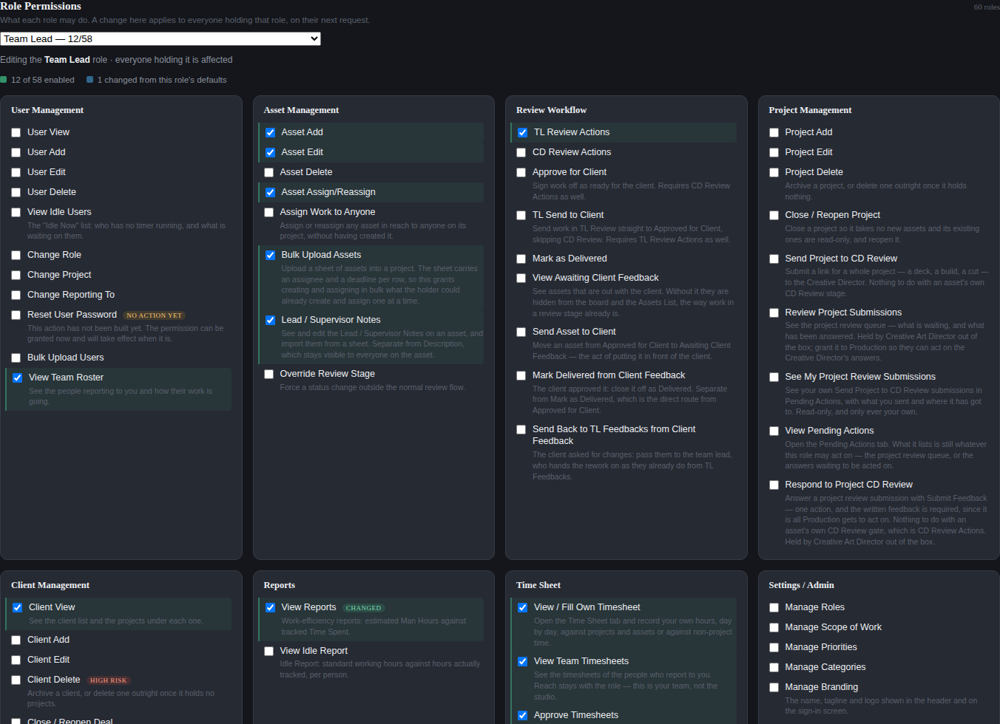 Role Permissions
60 roles
What each role may do. A change here applies to everyone holding that role, on their next request.
Team Lead — 12/58
Editing the Team Lead role · everyone holding it is affected
12 of 58 enabled
1 changed from this role's defaults
User Management
User View
User Add
User Edit
User Delete
View Idle Users
The "Idle Now" list: who has no timer running, and what is
waiting on them.
Change Role
Change Project
Change Reporting To
Reset User Password NO ACTION YET
This action has not been built yet. The permission can be
granted now and will take effect when it is.
Bulk Upload Users
View Team Roster
See the people reporting to you and how their work is
going.
Asset Management
Asset Add
Asset Edit
Asset Delete
Asset Assign/Reassign
Assign Work to Anyone
Assign or reassign any asset in reach to anyone on its
project, without having created it.
Bulk Upload Assets
Upload a sheet of assets into a project. The sheet carries
an assignee and a deadline per row, so this grants
creating and assigning in bulk what the holder could
already create and assign one at a time.
Lead / Supervisor Notes
See and edit the Lead / Supervisor Notes on an asset, and
import them from a sheet. Separate from Description,
which stays visible to everyone on the asset.
Override Review Stage
Force a status change outside the normal review flow.
Review Workflow
TL Review Actions
CD Review Actions
Approve for Client
Sign work off as ready for the client. Requires CD Review
Actions as well.
TL Send to Client
Send work in TL Review straight to Approved for Client,
skipping CD Review. Requires TL Review Actions as well.
Mark as Delivered
View Awaiting Client Feedback
See assets that are out with the client. Without it they are
hidden from the board and the Assets List, the way work in
a review stage already is.
Send Asset to Client
Move an asset from Approved for Client to Awaiting Client
Feedback — the act of putting it in front of the client.
Mark Delivered from Client Feedback
The client approved it: close it off as Delivered. Separate
from Mark as Delivered, which is the direct route from
Approved for Client.
Send Back to TL Feedbacks from Client
Feedback
The client asked for changes: pass them to the team lead,
who hands the rework on as they already do from TL
Feedbacks.
Project Management
Project Add
Project Edit
Project Delete
Archive a project, or delete one outright once it holds
nothing.
Close / Reopen Project
Close a project so it takes no new assets and its existing
ones are read-only, and reopen it.
Send Project to CD Review
Submit a link for a whole project — a deck, a build, a cut —
to the Creative Director. Nothing to do with an asset's own
CD Review stage.
Review Project Submissions
See the project review queue — what is waiting, and what
has been answered. Held by Creative Art Director out of
the box; grant it to Production so they can act on the
Creative Director's answers.
See My Project Review Submissions
See your own Send Project to CD Review submissions in
Pending Actions, with what you sent and where it has got
to. Read-only, and only ever your own.
View Pending Actions
Open the Pending Actions tab. What it lists is still whatever
this role may act on — the project review queue, or the
answers waiting to be acted on.
Respond to Project CD Review
Answer a project review submission with Submit Feedback
— one action, and the written feedback is required, since it
is all Production gets to act on. Nothing to do with an
asset's own CD Review gate, which is CD Review Actions.
Held by Creative Art Director out of the box.
Client Management
Client View
See the client list and the projects under each one.
Client Add
Client Edit
Client Delete HIGH RISK
Archive a client, or delete one outright once it holds no
projects.
Close / Reopen Deal
Reports
View Reports CHANGED
Work-efficiency reports: estimated Man Hours against
tracked Time Spent.
View Idle Report
Idle Report: standard working hours against hours actually
tracked, per person.
Time Sheet
View / Fill Own Timesheet
Open the Time Sheet tab and record your own hours, day
by day, against projects and assets or against non-project
time.
View Team Timesheets
See the timesheets of the people who report to you.
Reach stays with the role — this is your team, not the
studio.
Approve Timesheets
Settings / Admin
Manage Roles
Manage Scope of Work
Manage Priorities
Manage Categories
Manage Branding
The name, tagline and logo shown in the header and on
the sign-in screen.